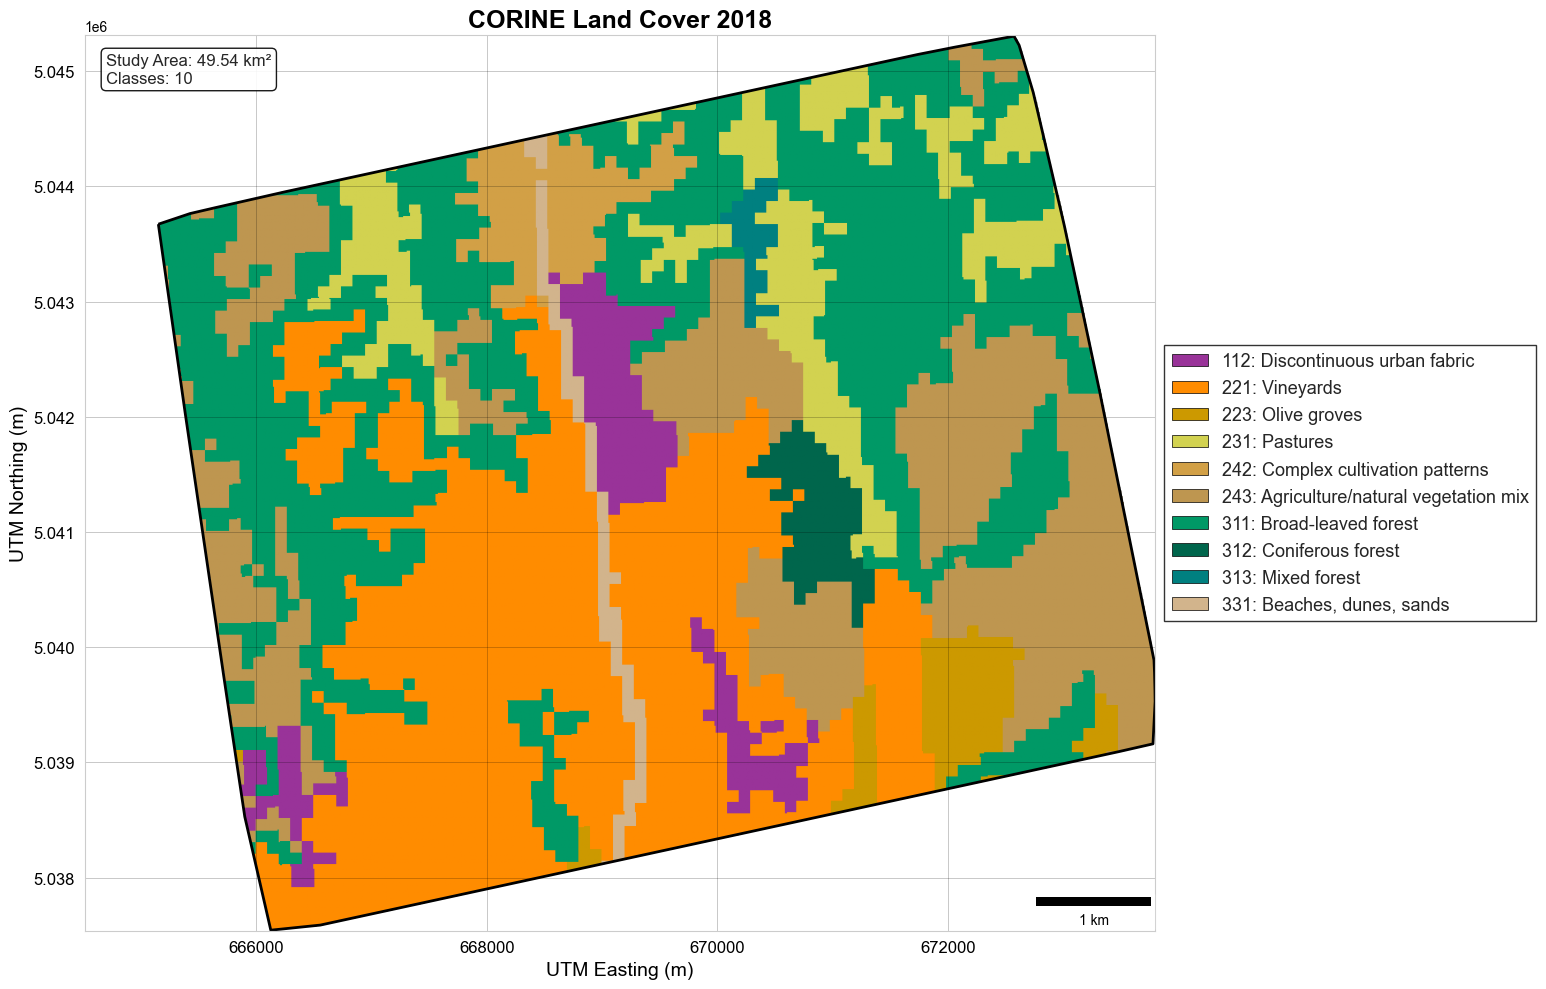 CORINE Land Cover 2018
1e6
Study Area: 49.54 km²
Classes: 10
5.045
5.044
5.043
5.042
5.041
5.040
5.039
5.038
UTM Northing (m)
112: Discontinuous urban fabric
221: Vineyards
223: Olive groves
231: Pastures
242: Complex cultivation patterns
243: Agriculture/natural vegetation mix
311: Broad-leaved forest
312: Coniferous forest
313: Mixed forest
331: Beaches, dunes, sands
1 km
666000
668000
670000
672000
UTM Easting (m)